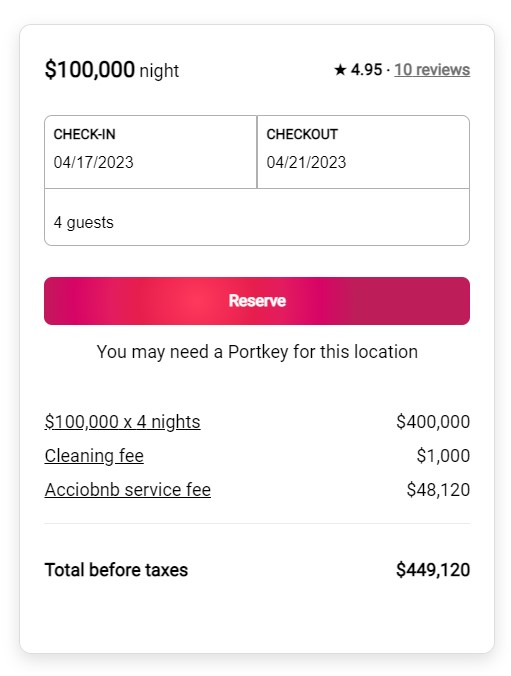 $100,000 night ★ 4.95 · 10 reviews
CHECK-IN CHECKOUT
04/17/2023 04/21/2023
4 guests
Reserve
You may need a Portkey for this location
$100,000 x 4 nights $400,000
Cleaning fee $1,000
Acciobnb service fee $48,120
Total before taxes $449,120